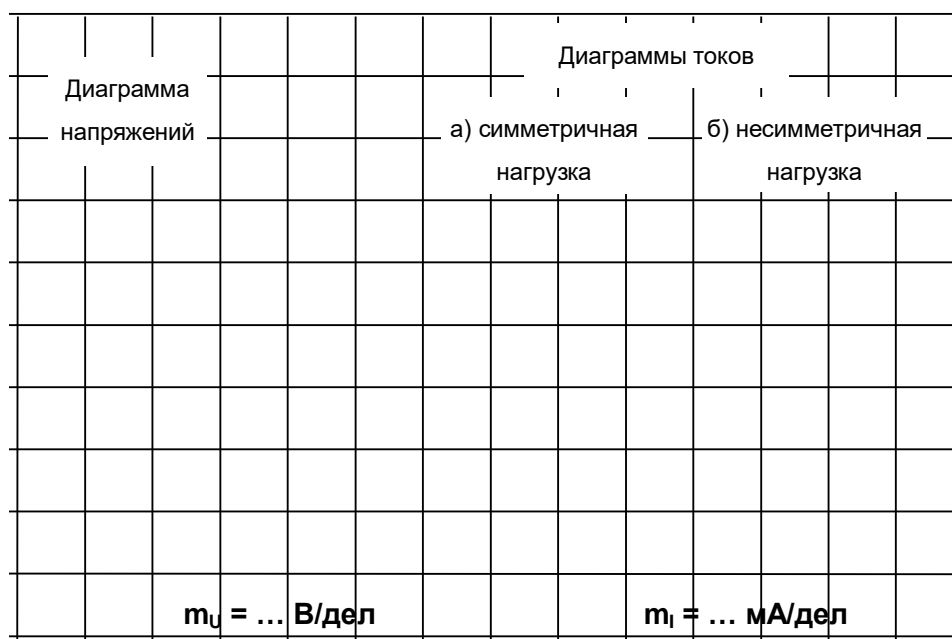 Диаграмма
напряжений
Диаграммы токов
а) симметричная
нагрузка
б) несимметричная
нагрузка
mU = … В/дел
mI = … мА/дел